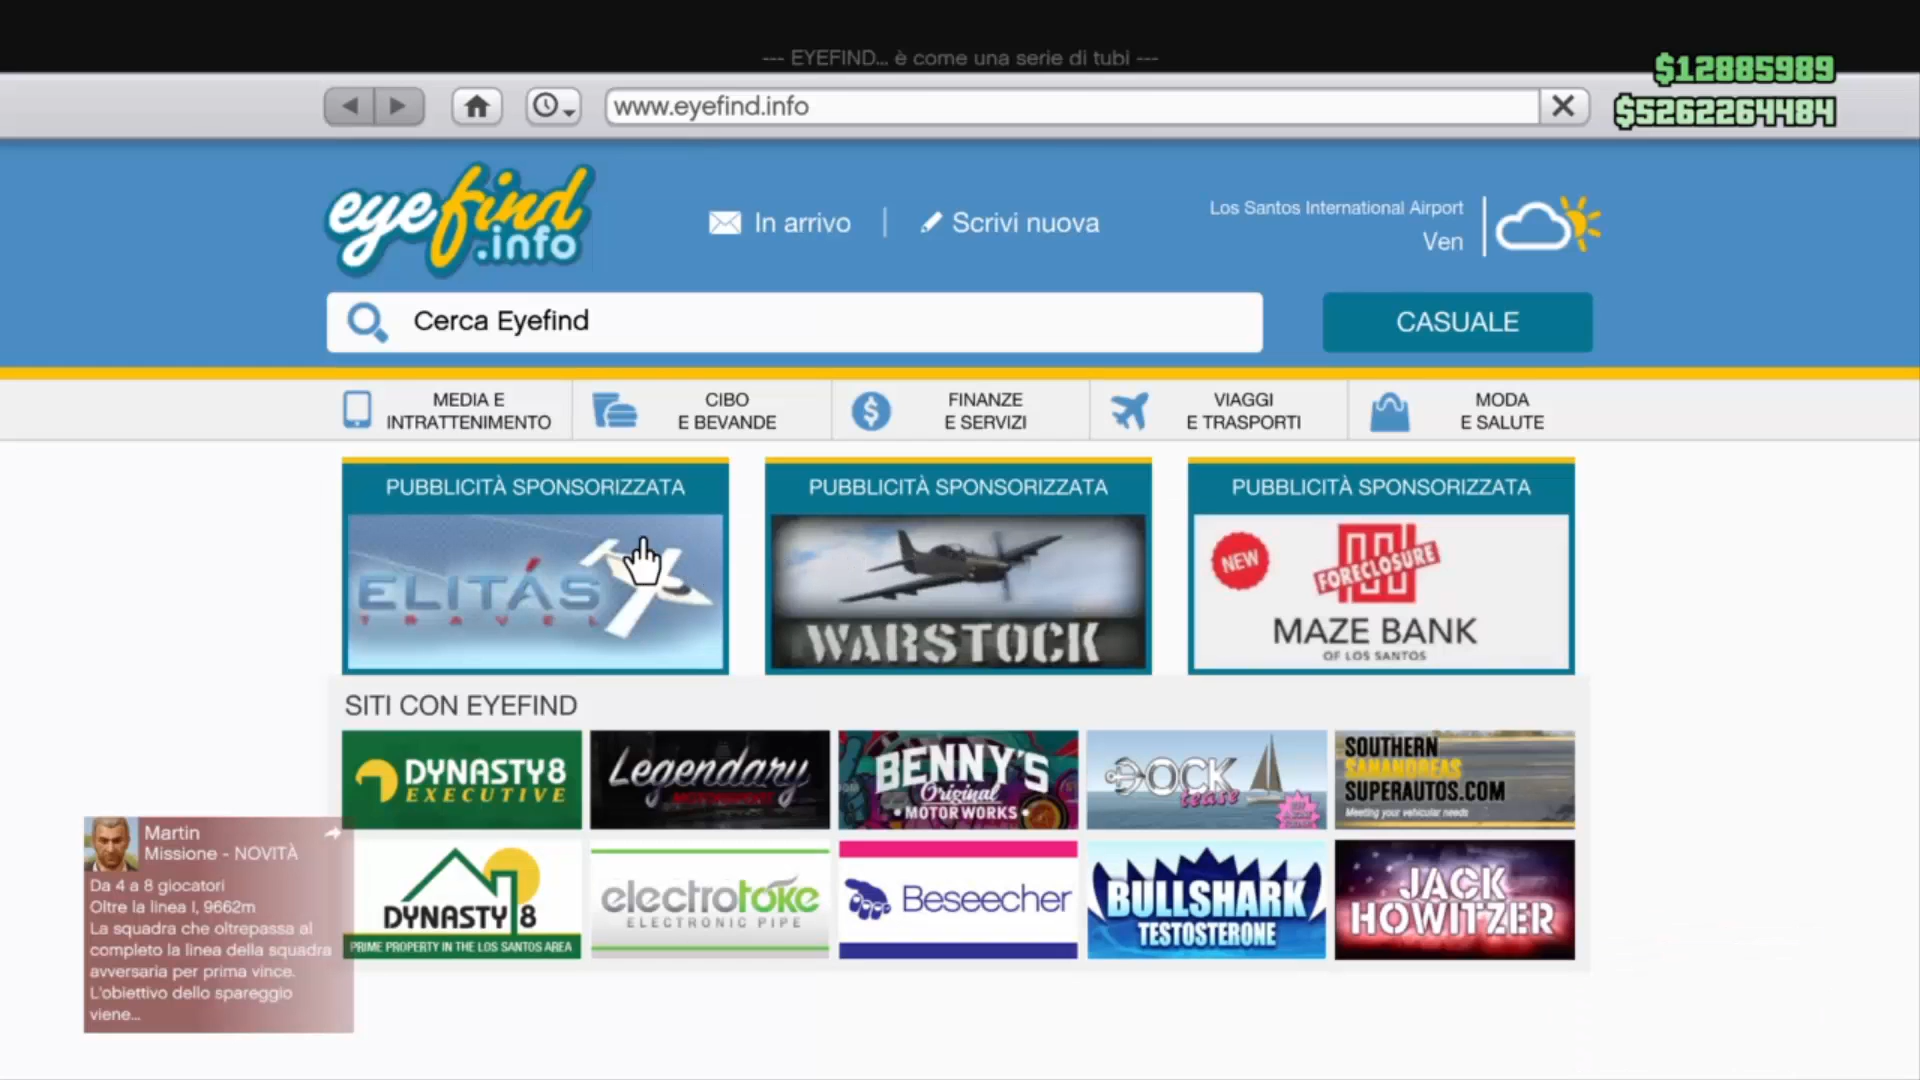 --- EYEFIND... è come una serie di tubi ---
$12885989
$5262264484
www.eyefind.info
eyefind
.info
In arrivo
Scrivi nuova
Los Santos International Airport
Ven
Cerca Eyefind
CASUALE
MEDIA E
INTRATTENIMENTO
CIBO
E BEVANDE
FINANZE
E SERVIZI
VIAGGI
E TRASPORTI
MODA
E SALUTE
PUBBLICITÀ SPONSORIZZATA
ELITÁS
TRAVEL
PUBBLICITÀ SPONSORIZZATA
WARSTOCK
PUBBLICITÀ SPONSORIZZATA
NEW
FORECLOSURE
MAZE BANK
OF LOS SANTOS
SITI CON EYEFIND
DYNASTY 8
EXECUTIVE
Legendary
MOTORSPORT
BENNY'S
Original
• MOTOR WORKS •
DOCK
tease
SOUTHERN
SANANDREAS
SUPERAUTOS.COM
Meeting your vehicular needs
DYNASTY 8
PRIME PROPERTY IN THE LOS SANTOS AREA
electrotoke
ELECTRONIC PIPE
Beseecher
BULLSHARK
TESTOSTERONE
JACK
HOWITZER
Martin
Missione - NOVITÀ
Da 4 a 8 giocatori
Oltre la linea I, 9662m
La squadra che oltrepassa al
completo la linea della squadra
avversaria per prima vince.
L'obiettivo dello spareggio
viene...